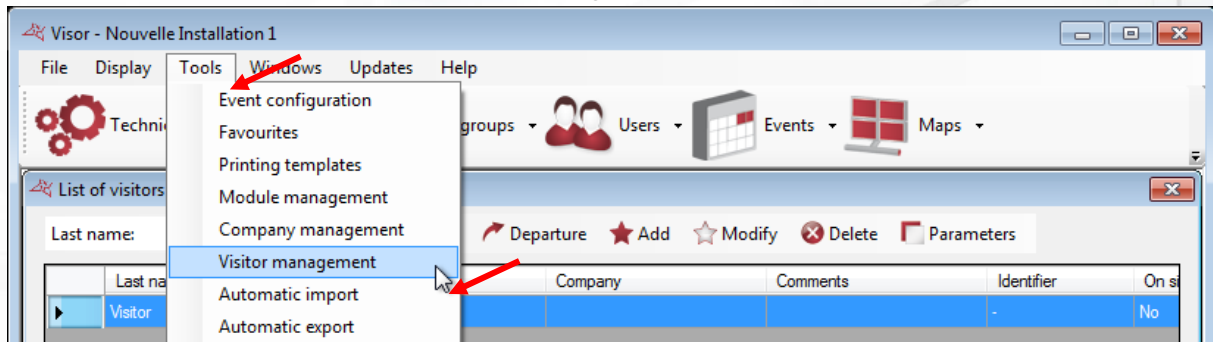 Visor - Nouvelle Installation 1
File Display Tools Windows Updates Help
Event configuration
Favourites
Printing templates
Module management
Company management
Visitor management
Automatic import
Automatic export
groups Users Events Maps
List of visitors
Last name: Departure Add Modify Delete Parameters
Company Comments Identifier
Visitor - No